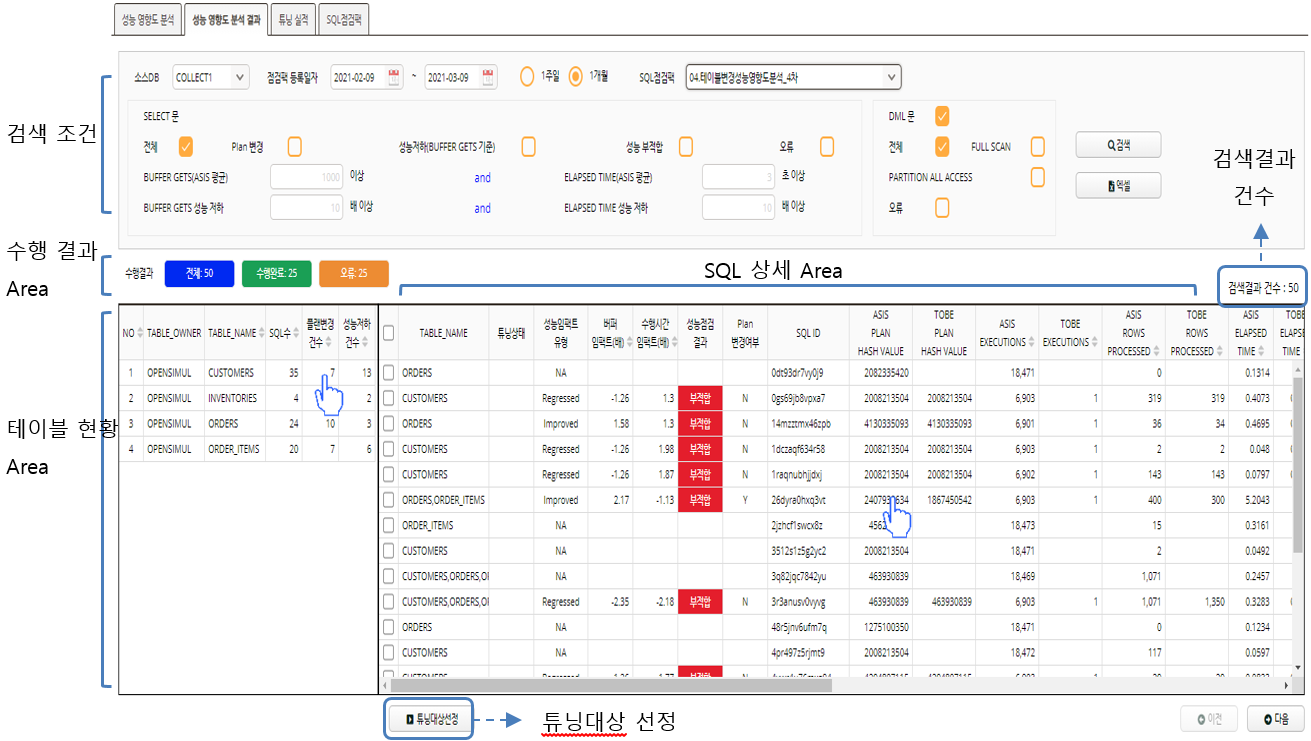 성능 영향도 분석 성능 영향도 분석 결과 튜닝 실적 SQL점검팩
소스DB COLLECT1 점검팩 등록일자 2021-02-09 ~ 2021-03-09 1주일 1개월 SQL점검팩 04.테이블변경성능영향도분석_4차
검색 조건
SELECT 문 DML 문
전체 Plan 변경 성능저하(BUFFER GETS 기준) 성능 부적합 오류 전체 FULL SCAN 검색
BUFFER GETS(ASIS 평균) 1000 이상 and ELAPSED TIME(ASIS 평균) 3 초 이상 PARTITION ALL ACCESS 엑셀
BUFFER GETS 성능 저하 10 배 이상 and ELAPSED TIME 성능 저하 10 배 이상 오류
검색결과
건수
수행 결과
Area
수행결과 전체: 50 수행완료: 25 오류: 25
SQL 상세 Area
검색결과 건수 : 50
테이블 현황
Area
NO TABLE_OWNER TABLE_NAME SQL수 플랜변경 건수 성능저하 건수
1 OPENSIMUL CUSTOMERS 35 7 13
2 OPENSIMUL INVENTORIES 4 2
3 OPENSIMUL ORDERS 24 10 3
4 OPENSIMUL ORDER_ITEMS 20 7 6
TABLE_NAME 튜닝상태 성능임팩트 유형 버퍼 임팩트(배) 수행시간 임팩트(배) 성능점검 결과 Plan 변경여부 SQL ID ASIS PLAN HASH VALUE TOBE PLAN HASH VALUE ASIS EXECUTIONS TOBE EXECUTIONS ASIS ROWS PROCESSED TOBE ROWS PROCESSED ASIS ELAPSED TIME TOBE ELAPSE TIME
ORDERS NA 0dt93dr7vy0j9 2082335420 18,471 0 0.1314
CUSTOMERS Regressed -1.26 1.3 부적합 N 0gs69jb8vpxa7 2008213504 2008213504 6,903 1 319 319 0.4073
ORDERS Improved 1.58 1.3 부적합 N 14mzztmx46zpb 4130335093 4130335093 6,901 1 36 34 0.4695
CUSTOMERS Regressed -1.26 1.98 부적합 N 1dczaqf634r58 2008213504 2008213504 6,903 1 2 2 0.048
CUSTOMERS Regressed -1.26 1.87 부적합 N 1raqnubhjjdxj 2008213504 2008213504 6,902 1 143 143 0.0797
ORDERS,ORDER_ITEMS Improved 2.17 -1.13 부적합 Y 26dyra0hxq3vt 1867450542 6,903 1 400 300 5.2043
ORDER_ITEMS NA 2jzhcf1swcx8z 18,473 15 0.3161
CUSTOMERS NA 3512s1z5g2yc2 2008213504 18,471 2 0.0492
CUSTOMERS,ORDERS,OI NA 3q82jqc7842yu 463930839 18,469 1,071 0.2457
CUSTOMERS,ORDERS,OI Regressed -2.35 -2.18 부적합 N 3r3anusv0vyvg 463930839 463930839 6,903 1 1,071 1,350 0.3283
ORDERS NA 48r5jnv6ufm7q 1275100350 18,471 0 0.1234
CUSTOMERS NA 4pr497z5rjmt9 2008213504 18,472 117 0.0597
튜닝대상선정 튜닝대상 선정 이전 다음